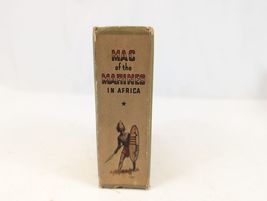 MAC
of the
MARINES
IN AFRICA